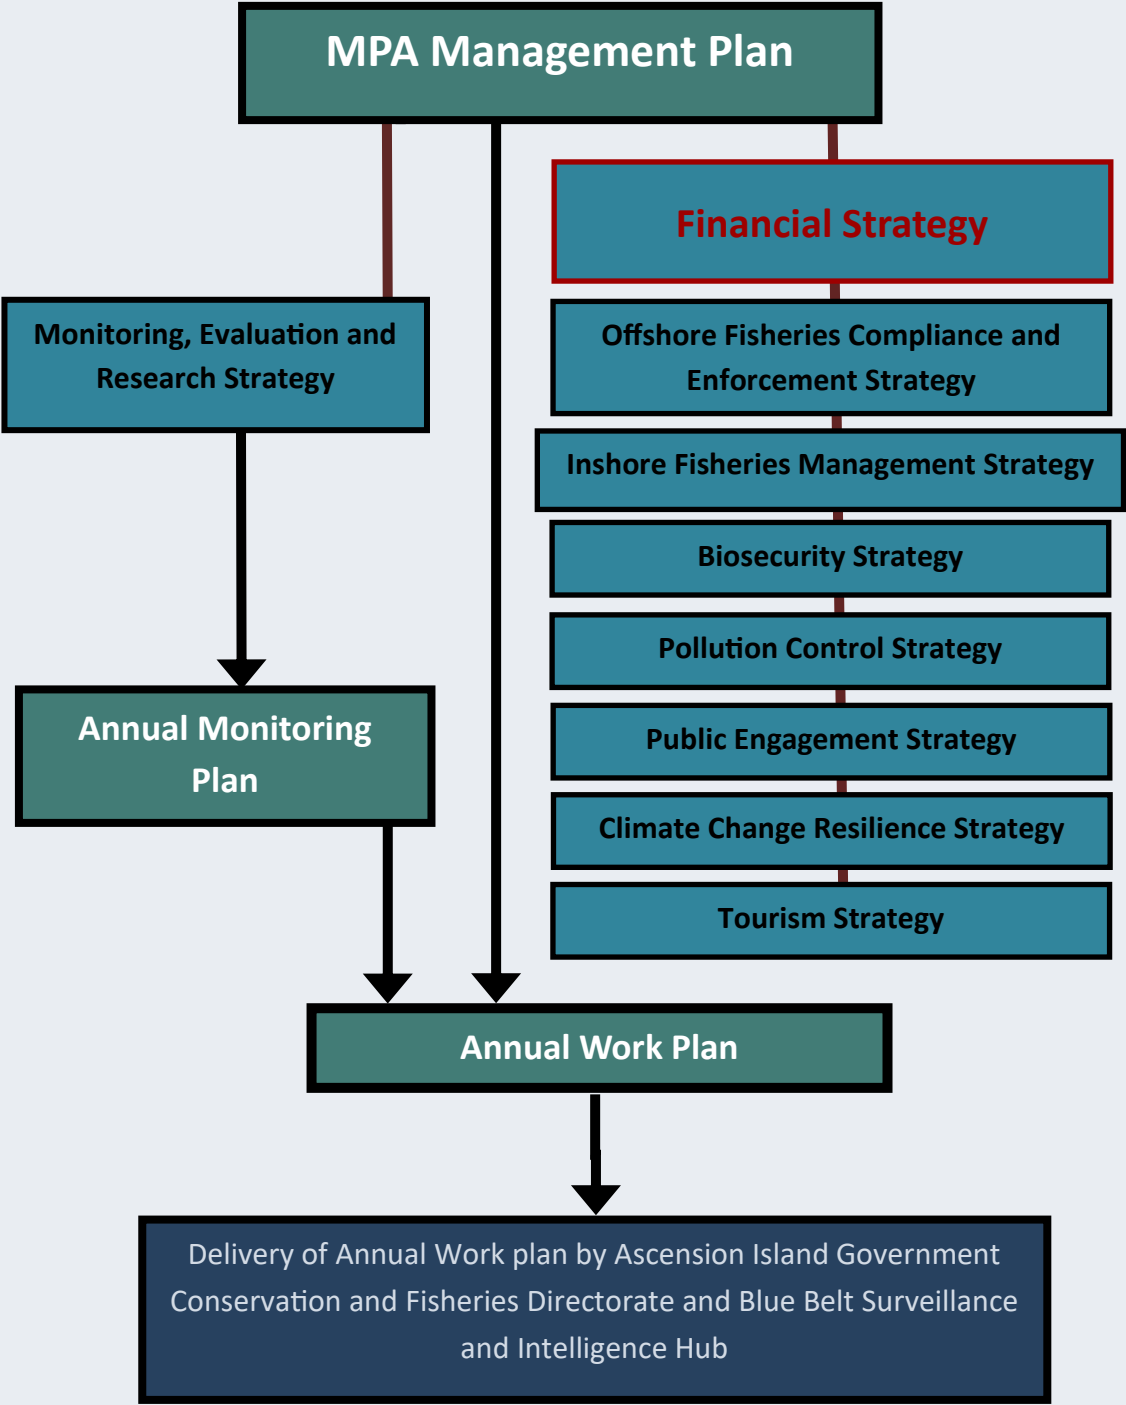 MPA Management Plan
Financial Strategy
Monitoring, Evaluation and
Research Strategy
Offshore Fisheries Compliance and
Enforcement Strategy
Inshore Fisheries Management Strategy
Biosecurity Strategy
Pollution Control Strategy
Annual Monitoring
Plan
Public Engagement Strategy
Climate Change Resilience Strategy
Tourism Strategy
Annual Work Plan
Delivery of Annual Work plan by Ascension Island Government
Conservation and Fisheries Directorate and Blue Belt Surveillance
and Intelligence Hub